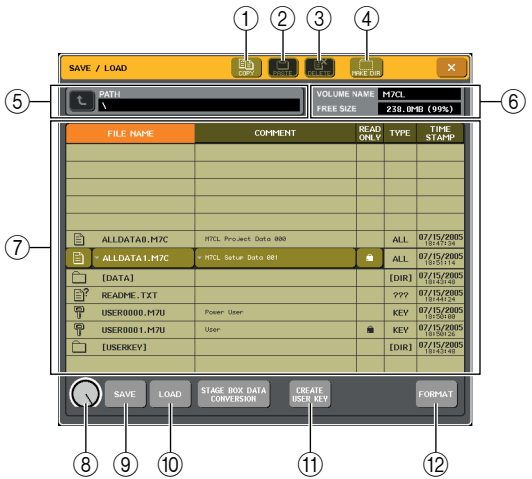 ① ② ③ ④
SAVE / LOAD COPY PASTE DELETE MAKE DIR ×
⑤ PATH
\
VOLUME NAME M7CL
FREE SIZE 238.0MB (99%)
⑥
⑦
FILE NAME COMMENT READ ONLY TYPE TIME STAMP
ALLDATA0.M7C M7CL Project Data 000 ALL 07/15/2005 18:47:34
ALLDATA1.M7C M7CL Setup Data 001 ALL 07/15/2005 18:51:14
[DATA] [DIR] 07/15/2005 18:43:48
README.TXT ??? 07/15/2005 18:44:24
USER0000.M7U Power User KEY 07/15/2005 18:50:00
USER0001.M7U User KEY 07/15/2005 18:50:26
[USERKEY] [DIR] 07/15/2005 18:43:48
SAVE LOAD STAGE BOX DATA CONVERSION CREATE USER KEY FORMAT
⑧ ⑨ ⑩ ⑪ ⑫